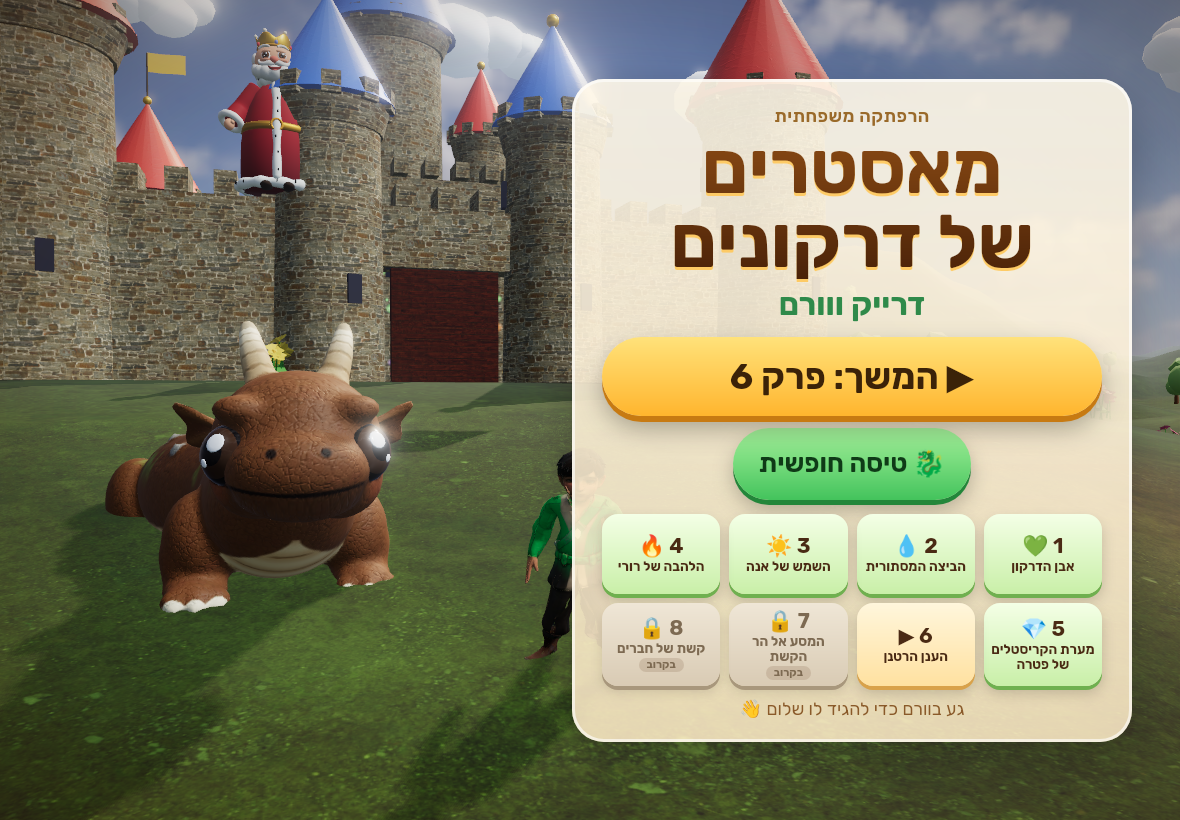 הרפתקה משפחתית
מאסטרים
של דרקונים
דרייק ווורם
▶ המשך: פרק 6
🐉 טיסה חופשית
1 💚
אבן הדרקון
2 💧
הביצה המסתורית
3 ☀️
השמש של אנה
4 🔥
הלהבה של רורי
5 💎
מערת הקריסטלים
של פטרה
6 ▶
הענן הרטנן
7 🔒
המסע אל הר
הקשת
בקרוב
8 🔒
קשת של חברים
בקרוב
גע בוורם כדי להגיד לו שלום 👋